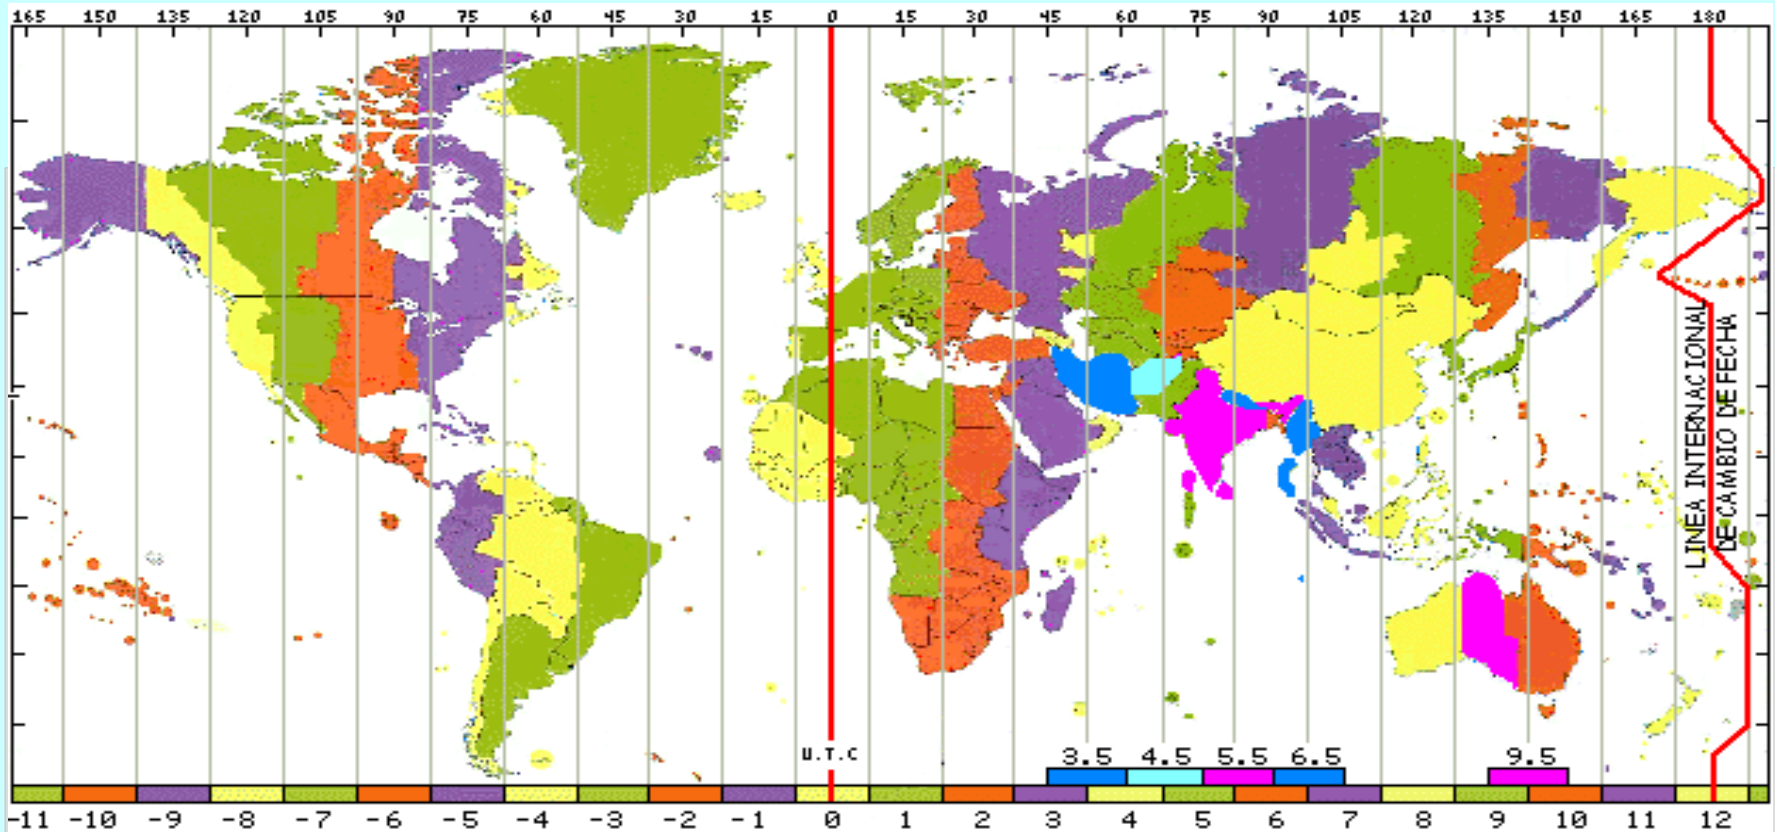 165 150 135 120 105 90 75 60 45 30 15 0 15 30 45 60 75 90 105 120 135 150 165 180
LINEA INTERNACIONAL
DE CAMBIO DE FECHA
U.T.C
3.5 4.5 5.5 6.5 9.5
-11 -10 -9 -8 -7 -6 -5 -4 -3 -2 -1 0 1 2 3 4 5 6 7 8 9 10 11 12